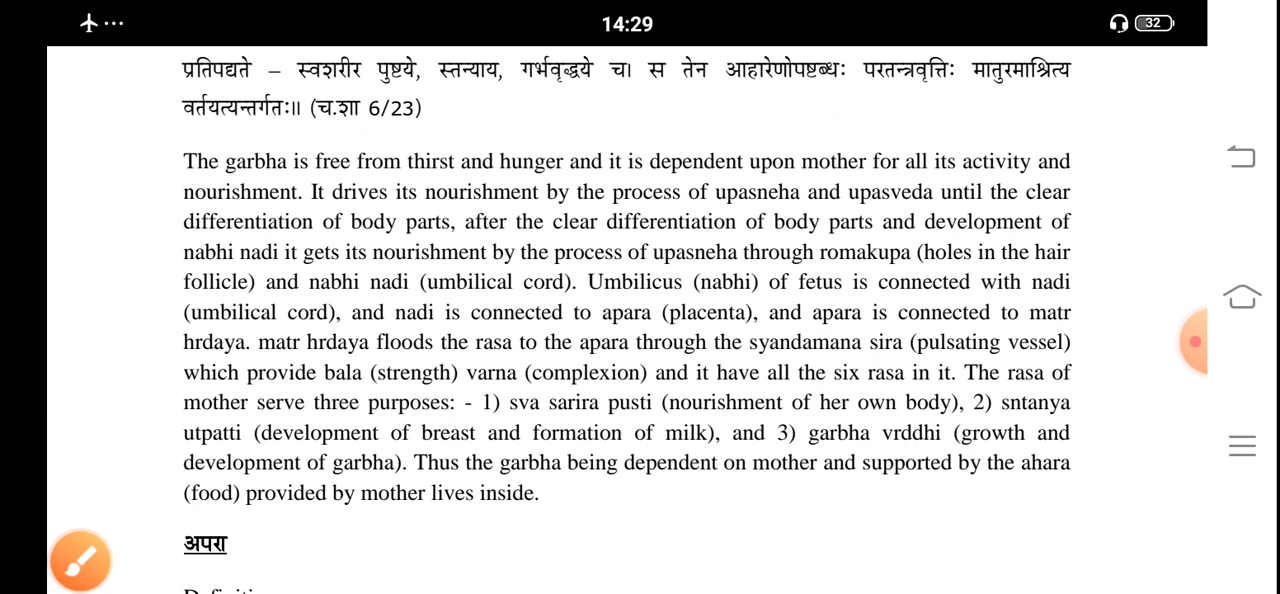 14:29
32
प्रतिपद्यते – स्वशरीर पुष्टये, स्तन्याय, गर्भवृद्धये च। स तेन आहारेणोपष्टब्धः परतन्त्रवृत्तिः मातुरमाश्रित्य
वर्तयत्यन्तर्गतः॥ (च.शा 6/23)
The garbha is free from thirst and hunger and it is dependent upon mother for all its activity and
nourishment. It drives its nourishment by the process of upasneha and upasveda until the clear
differentiation of body parts, after the clear differentiation of body parts and development of
nabhi nadi it gets its nourishment by the process of upasneha through romakupa (holes in the hair
follicle) and nabhi nadi (umbilical cord). Umbilicus (nabhi) of fetus is connected with nadi
(umbilical cord), and nadi is connected to apara (placenta), and apara is connected to matr
hrdaya. matr hrdaya floods the rasa to the apara through the syandamana sira (pulsating vessel)
which provide bala (strength) varna (complexion) and it have all the six rasa in it. The rasa of
mother serve three purposes: - 1) sva sarira pusti (nourishment of her own body), 2) sntanya
utpatti (development of breast and formation of milk), and 3) garbha vrddhi (growth and
development of garbha). Thus the garbha being dependent on mother and supported by the ahara
(food) provided by mother lives inside.
अपरा